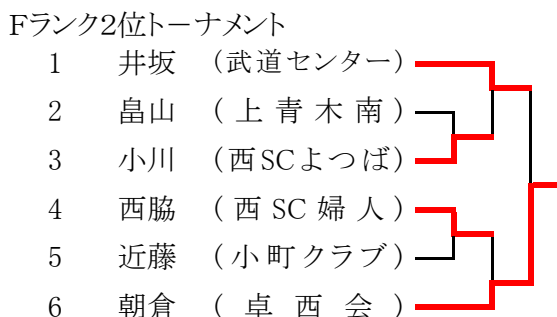 Fランク2位トーナメント
1 井坂 (武道センター)
2 畠山 (上青木南)
3 小川 (西SCよつば)
4 西脇 (西SC婦人)
5 近藤 (小町クラブ)
6 朝倉 (卓西会)